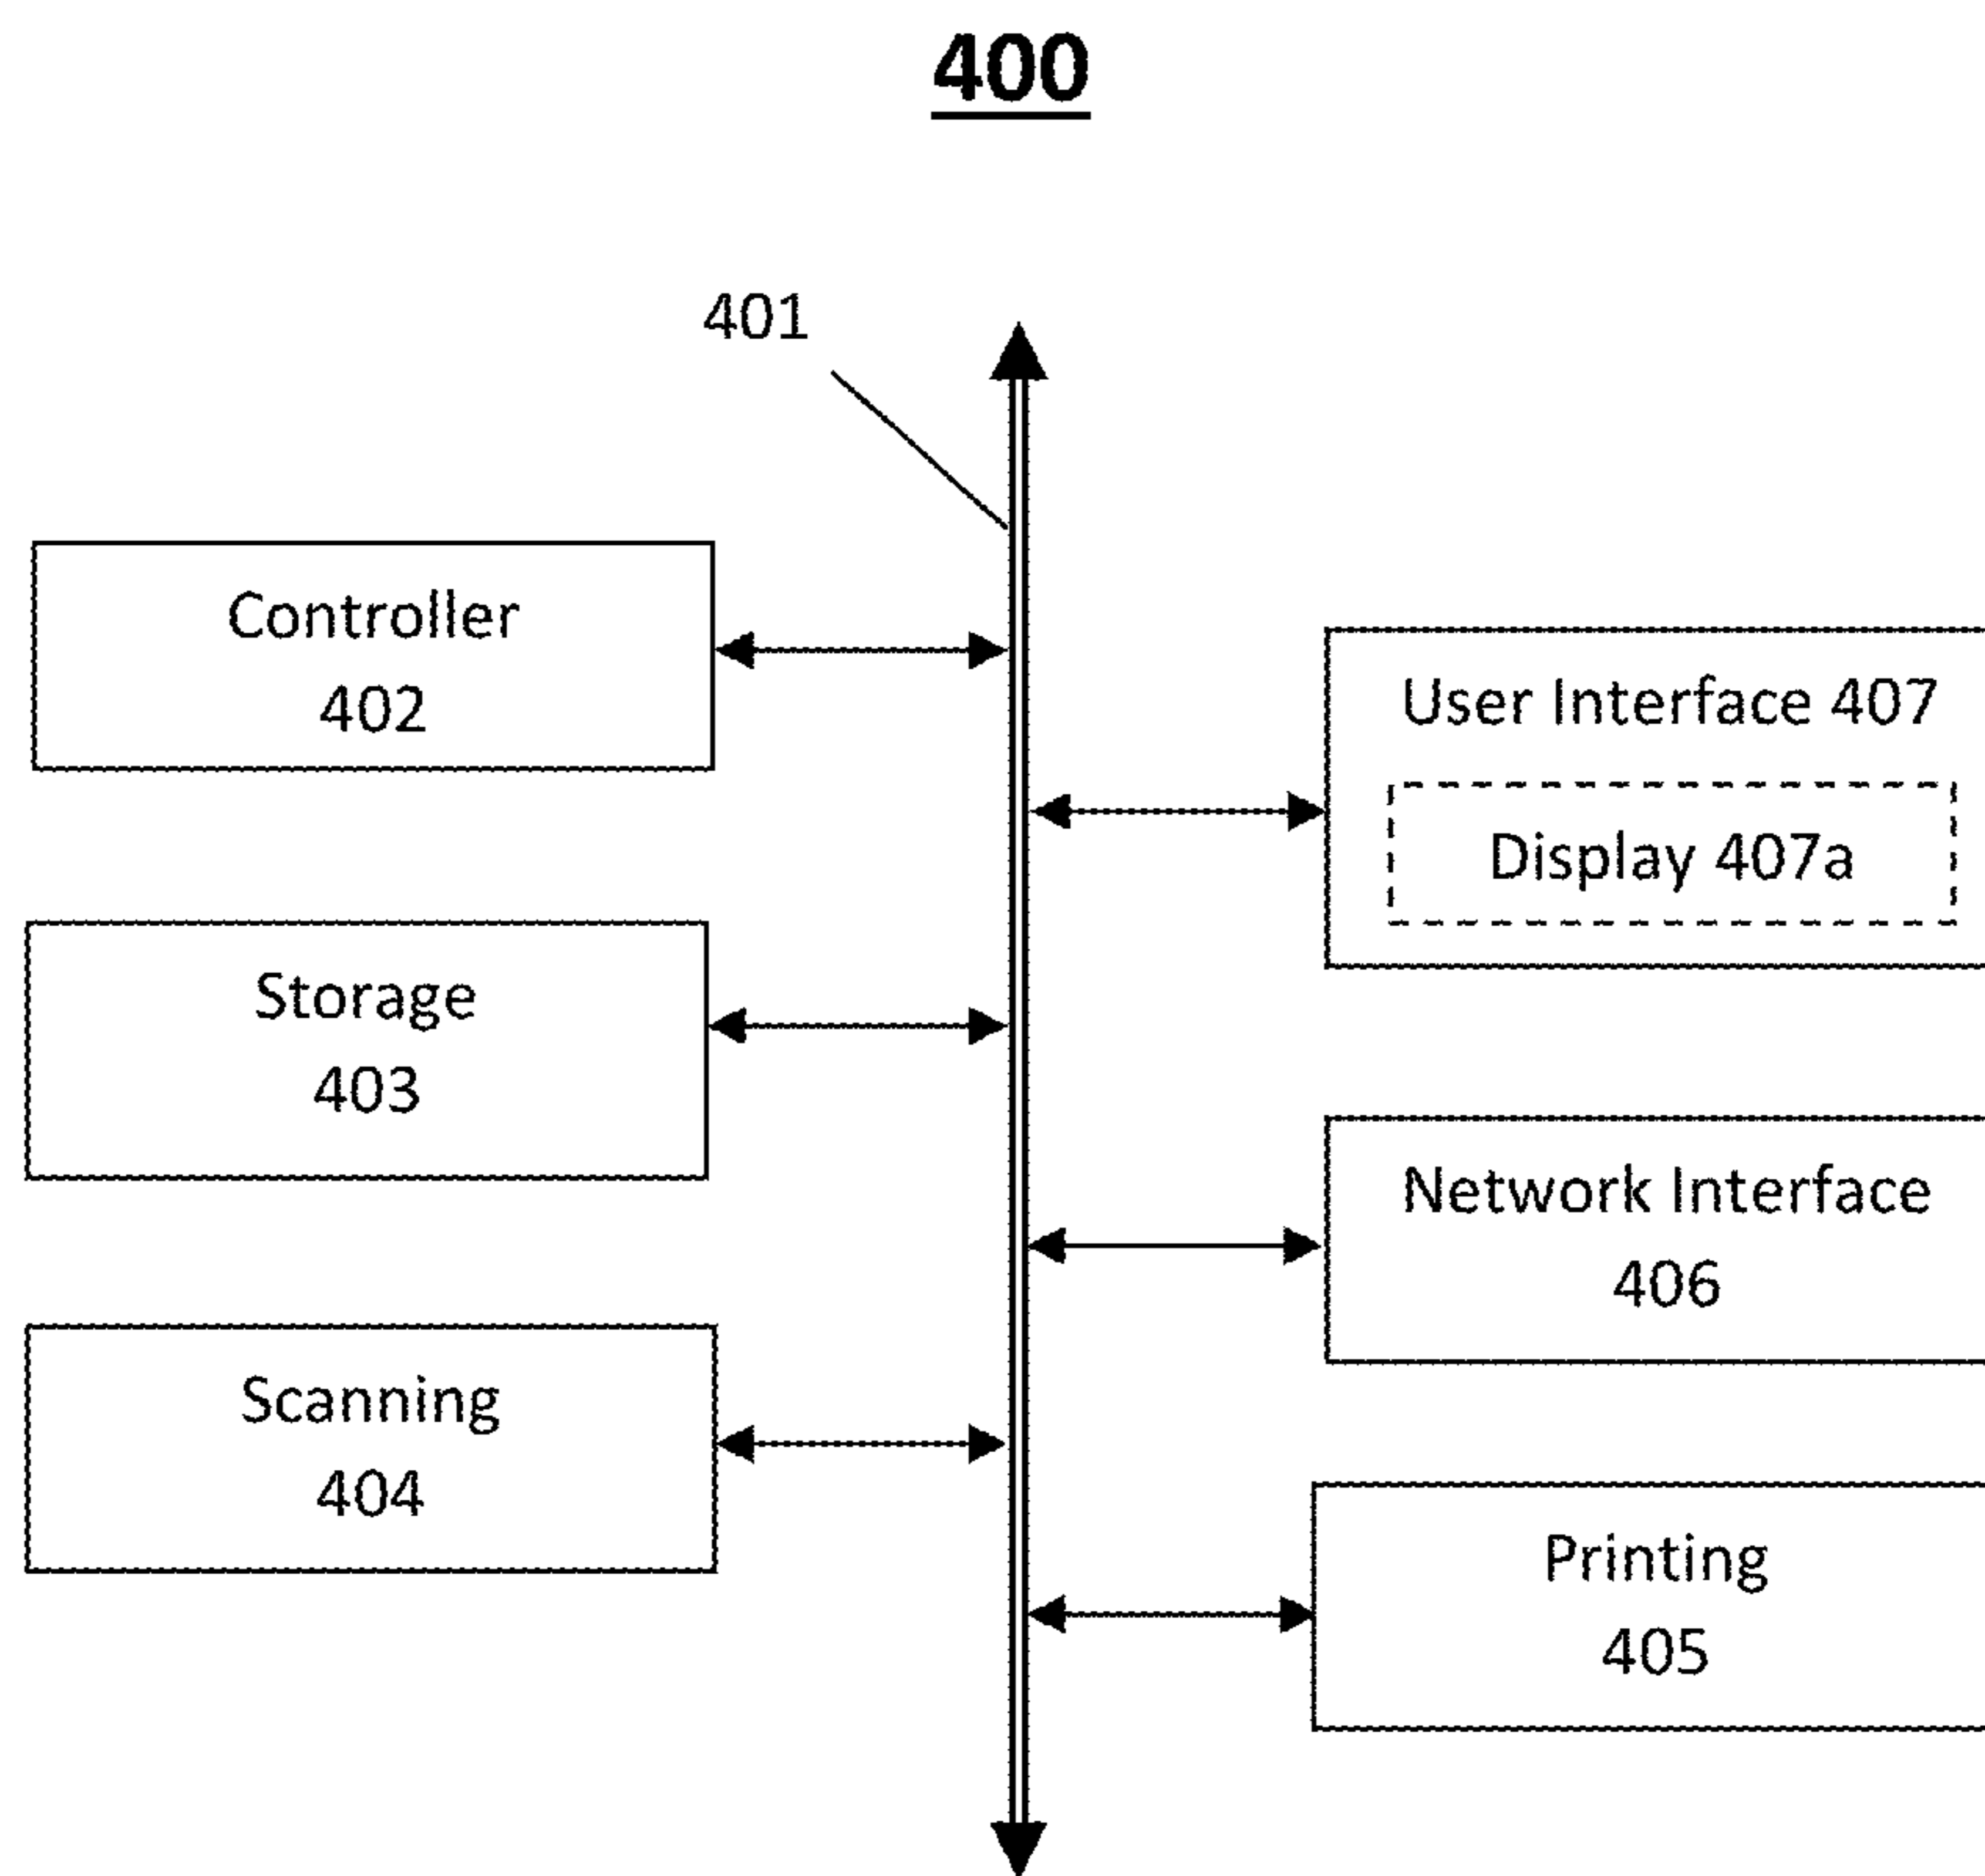 400
401
Controller
402
User Interface 407
Display 407a
Storage
403
Network Interface
406
Scanning
404
Printing
405